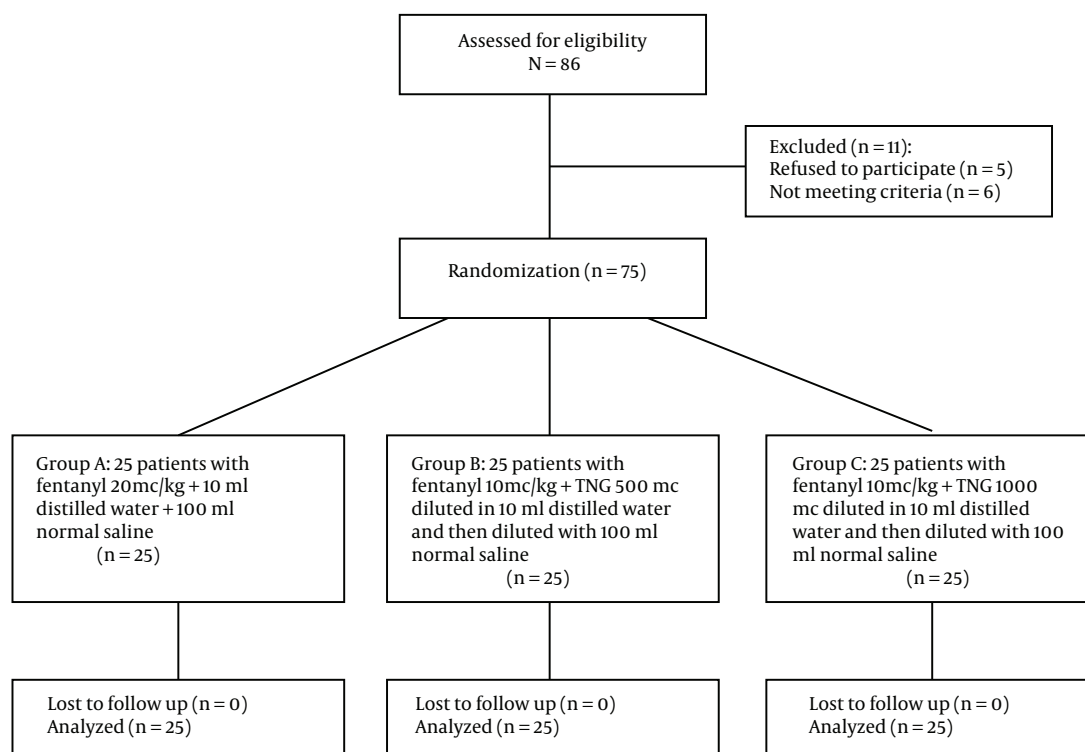 Assessed for eligibility
N = 86
Excluded (n = 11):
Refused to participate (n = 5)
Not meeting criteria (n = 6)
Randomization (n = 75)
Group A: 25 patients with
fentanyl 20mc/kg + 10 ml
distilled water + 100 ml
normal saline
(n = 25)
Group B: 25 patients with
fentanyl 10mc/kg + TNG 500 mc
diluted in 10 ml distilled water
and then diluted with 100 ml
normal saline
(n = 25)
Group C: 25 patients with
fentanyl 10mc/kg + TNG 1000
mc diluted in 10 ml distilled
water and then diluted with 100
ml normal saline
(n = 25)
Lost to follow up (n = 0)
Analyzed (n = 25)
Lost to follow up (n = 0)
Analyzed (n = 25)
Lost to follow up (n = 0)
Analyzed (n = 25)